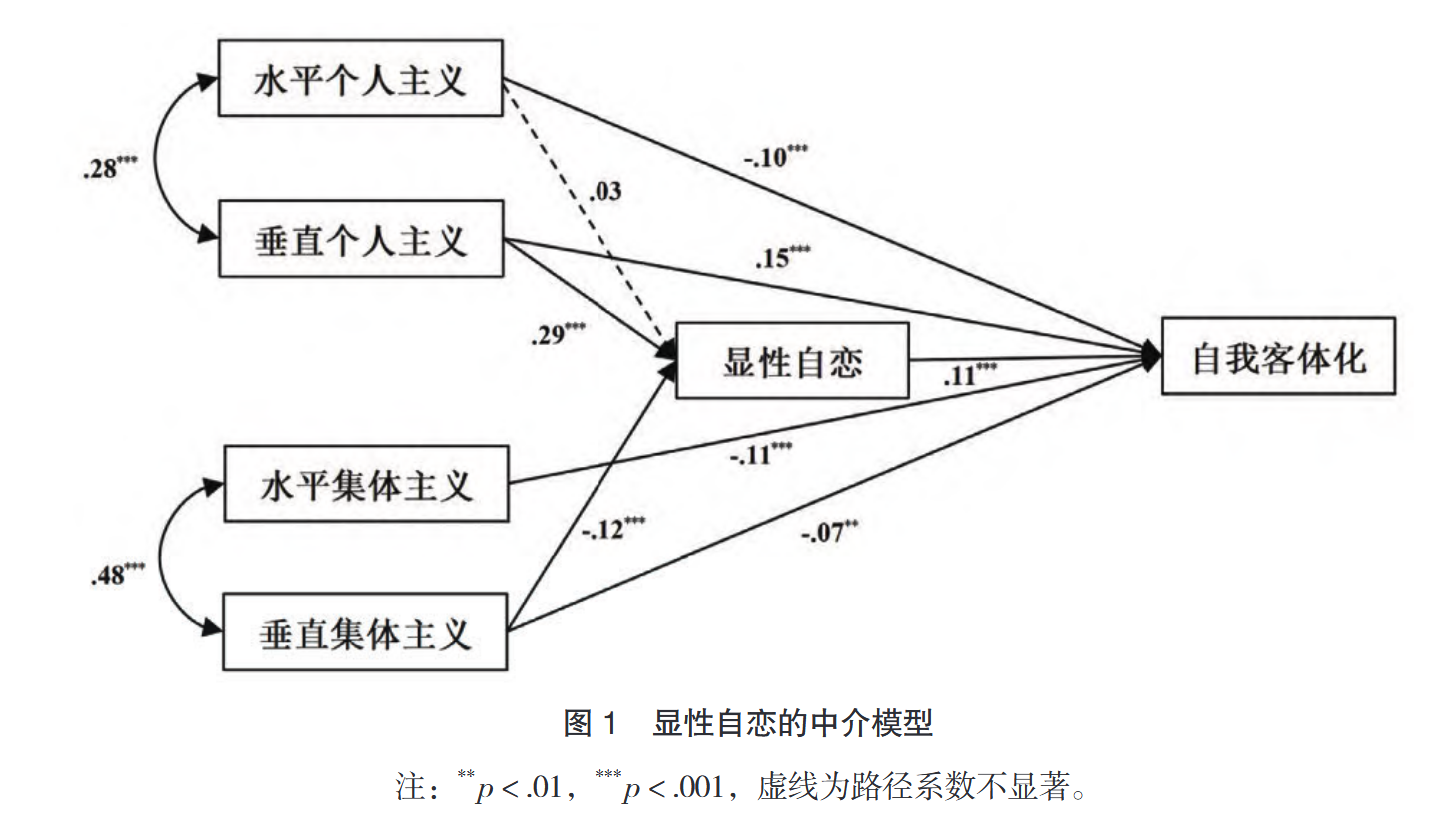 水平个人主义
-.10***
.28***
.03
垂直个人主义
.15***
.29***
显性自恋
.11***
自我客体化
水平集体主义
-.11***
-.12***
-.07**
.48***
垂直集体主义
图 1 显性自恋的中介模型
注：**p < .01，***p < .001，虚线为路径系数不显著。